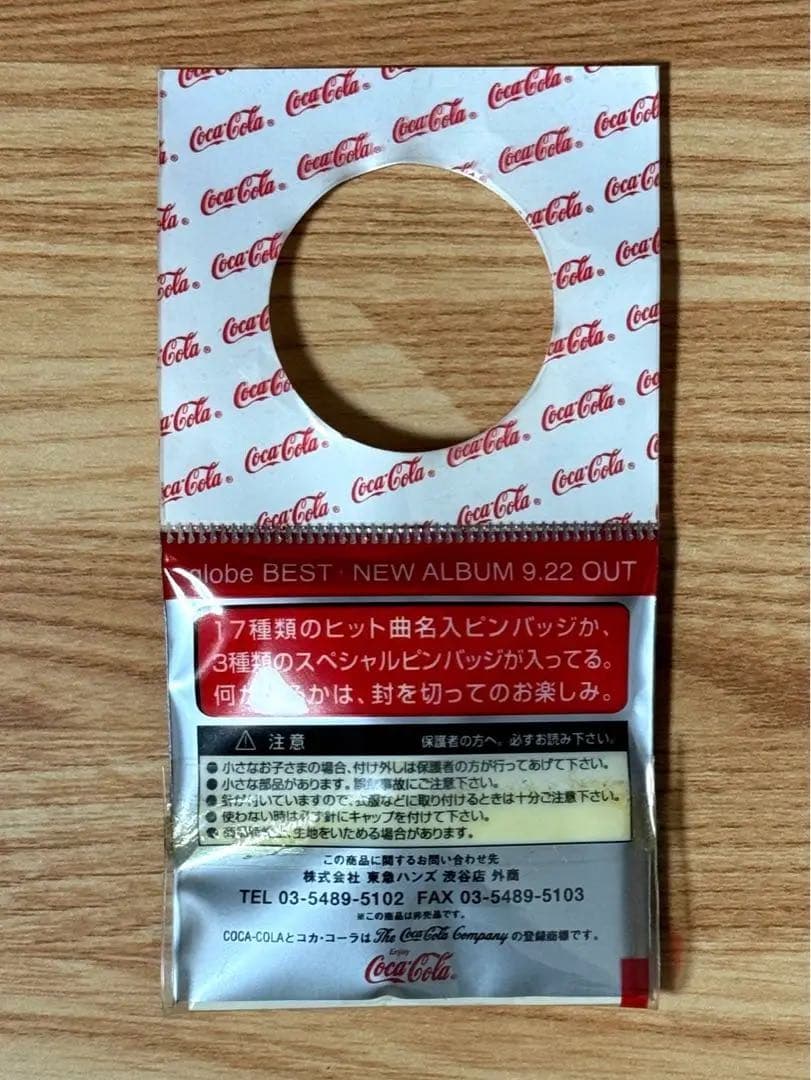 Coca-Cola
globe BEST・NEW ALBUM 9.22 OUT
17種類のヒット曲名入ピンバッジか、
3種類のスペシャルピンバッジが入ってる。
何が かは、封を切ってのお楽しみ。
⚠ 注意 保護者の方へ。必ずお読み下さい。
●小さなお子さまの場合、付け外しは保護者の方が行ってあげて下さい。
●小さな部品があります。誤飲事故にご注意下さい。
●針が付いていますので、衣服などに取り付けるときは十分ご注意下さい。
●使わない時は必ず針にキャップを付けて下さい。
● 生地をいためる場合があります。
この商品に関するお問い合わせ先
株式会社 東急ハンズ 渋谷店 外商
TEL 03-5489-5102 FAX 03-5489-5103
※この商品は非売品です。
COCA-COLAとコカ・コーラはThe Coca-Cola Companyの登録商標です。
Enjoy
Coca-Cola®